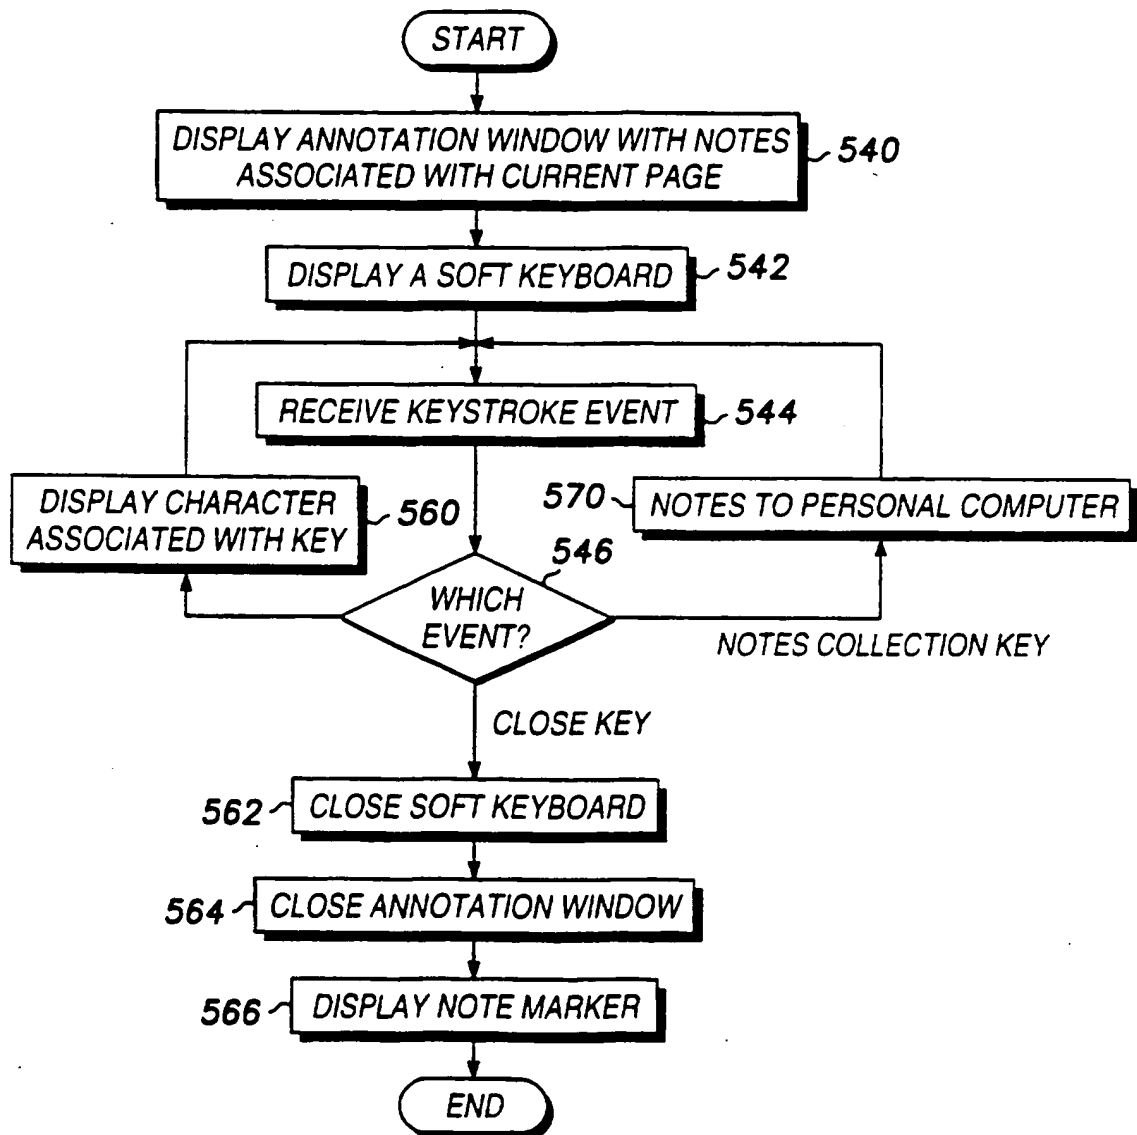 START
DISPLAY ANNOTATION WINDOW WITH NOTES
ASSOCIATED WITH CURRENT PAGE
540
DISPLAY A SOFT KEYBOARD
542
RECEIVE KEYSTROKE EVENT
544
DISPLAY CHARACTER
ASSOCIATED WITH KEY
560
570
NOTES TO PERSONAL COMPUTER
546
WHICH
EVENT?
NOTES COLLECTION KEY
CLOSE KEY
562
CLOSE SOFT KEYBOARD
564
CLOSE ANNOTATION WINDOW
566
DISPLAY NOTE MARKER
END